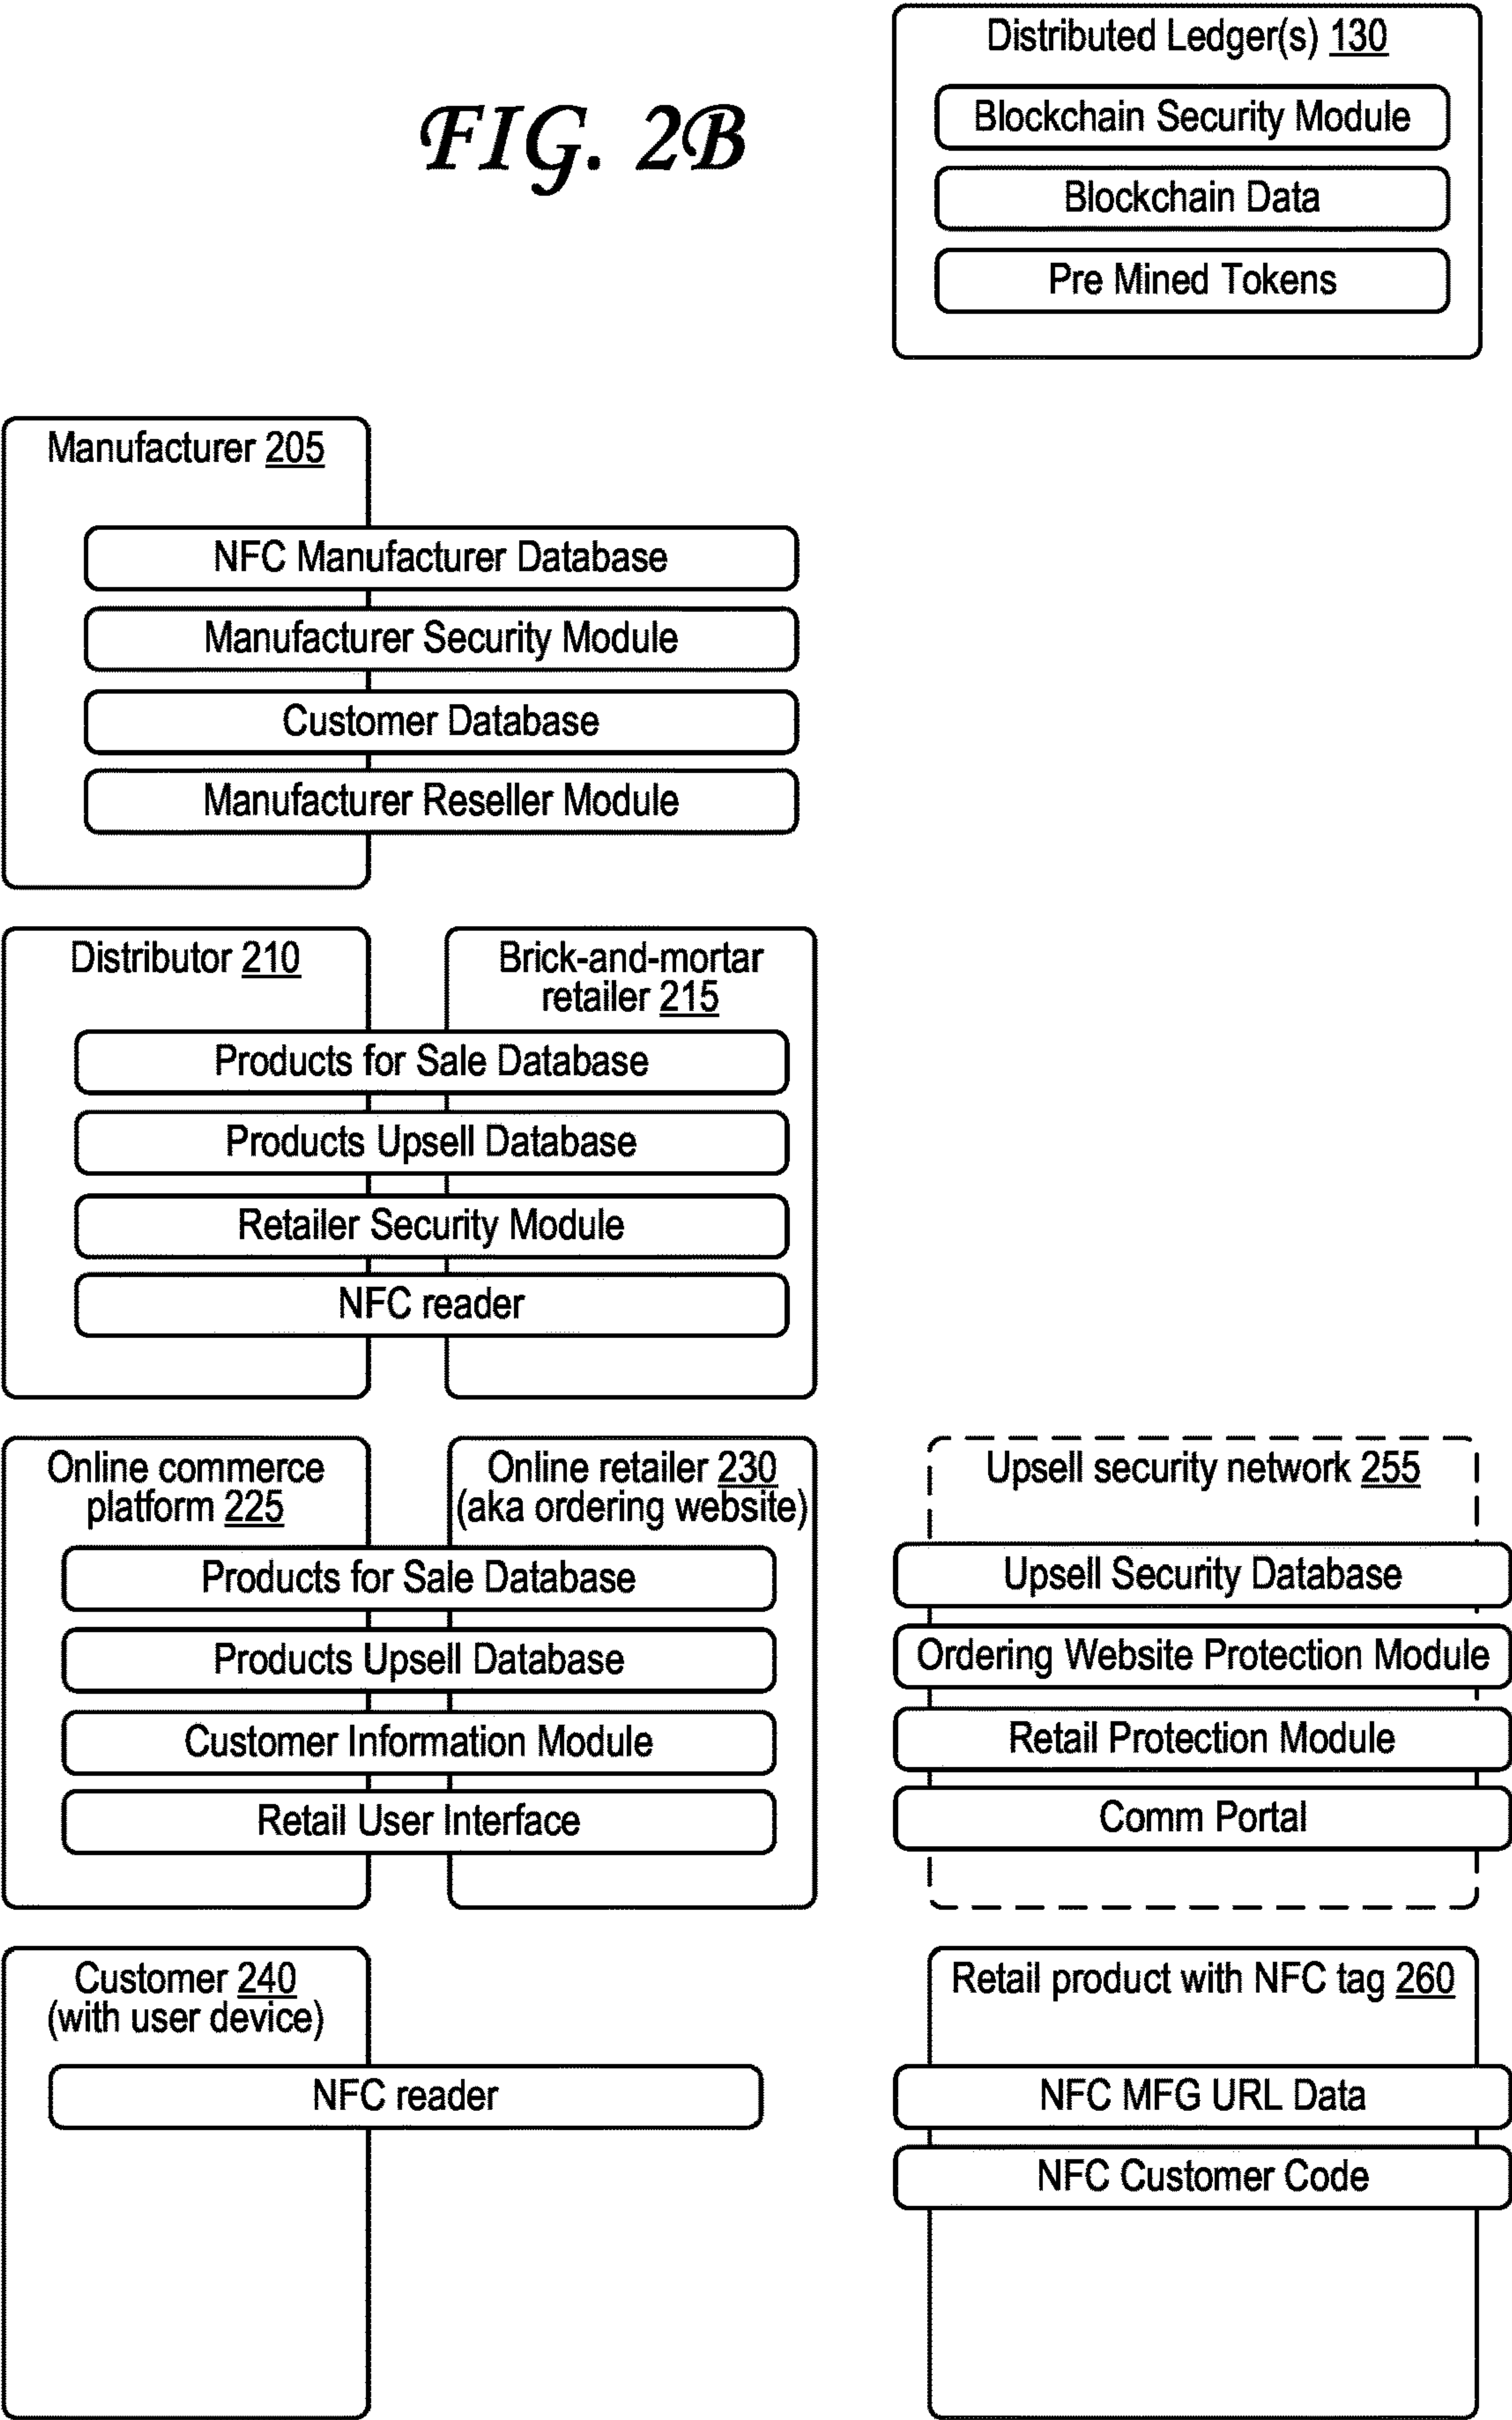 Distributed Ledger(s) 130
Blockchain Security Module
FIG. 2B
Blockchain Data
Pre Mined Tokens
Manufacturer 205
NFC Manufacturer Database
Manufacturer Security Module
Customer Database
Manufacturer Reseller Module
Distributor 210
Brick-and-mortar
retailer 215
Products for Sale Database
Products Upsell Database
Retailer Security Module
NFC reader
Online commerce
platform 225
Online retailer 230
(aka ordering website)
Products for Sale Database
Products Upsell Database
Customer Information Module
Retail User Interface
Upsell security network 255
Upsell Security Database
Ordering Website Protection Module
Retail Protection Module
Comm Portal
Customer 240
(with user device)
NFC reader
Retail product with NFC tag 260
NFC MFG URL Data
NFC Customer Code